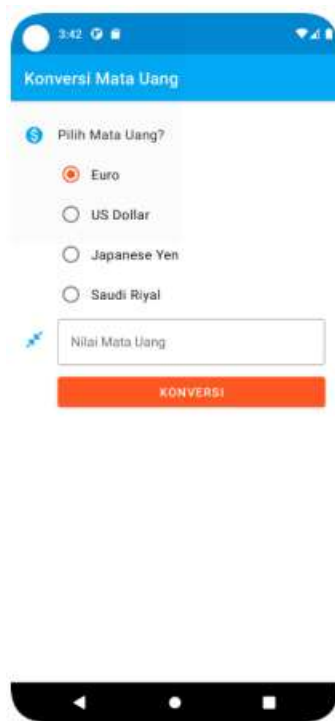 3:42
Konversi Mata Uang
Pilih Mata Uang?
Euro
US Dollar
Japanese Yen
Saudi Riyal
Nilai Mata Uang
KONVERSI